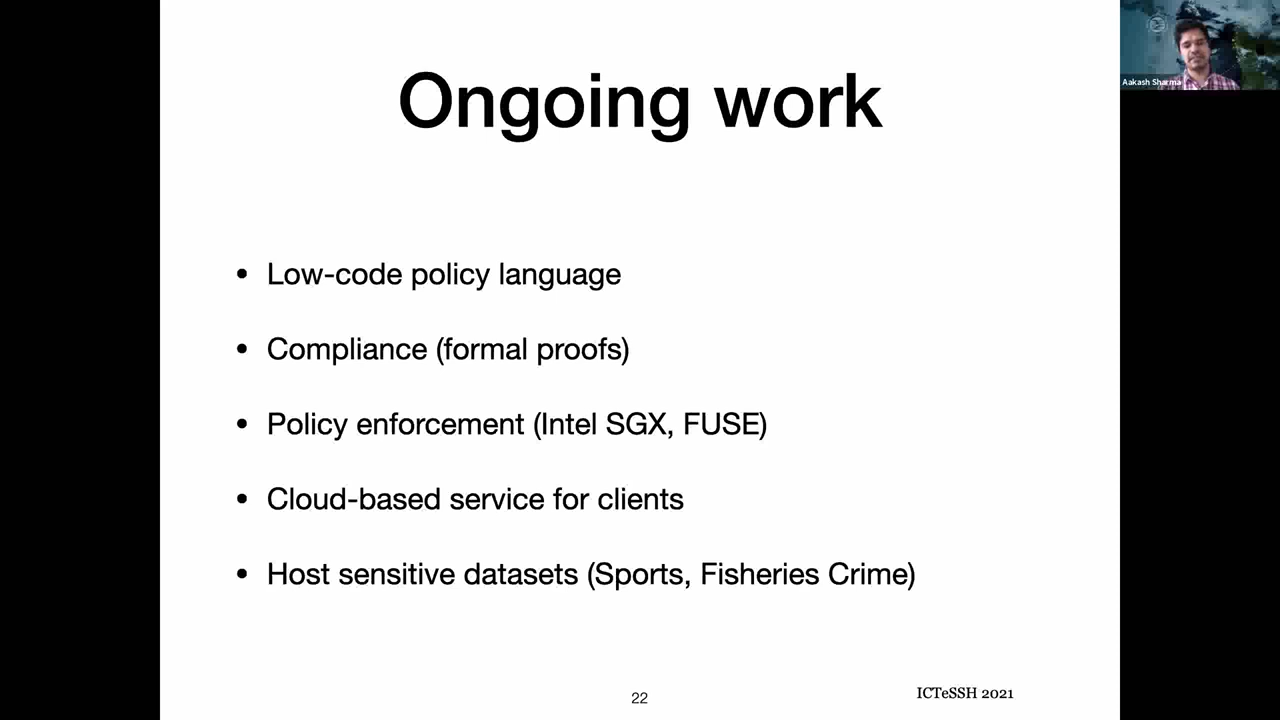 Ongoing work
• Low-code policy language
• Compliance (formal proofs)
• Policy enforcement (Intel SGX, FUSE)
• Cloud-based service for clients
• Host sensitive datasets (Sports, Fisheries Crime)
22
ICTeSSH 2021
Aakash Sharma